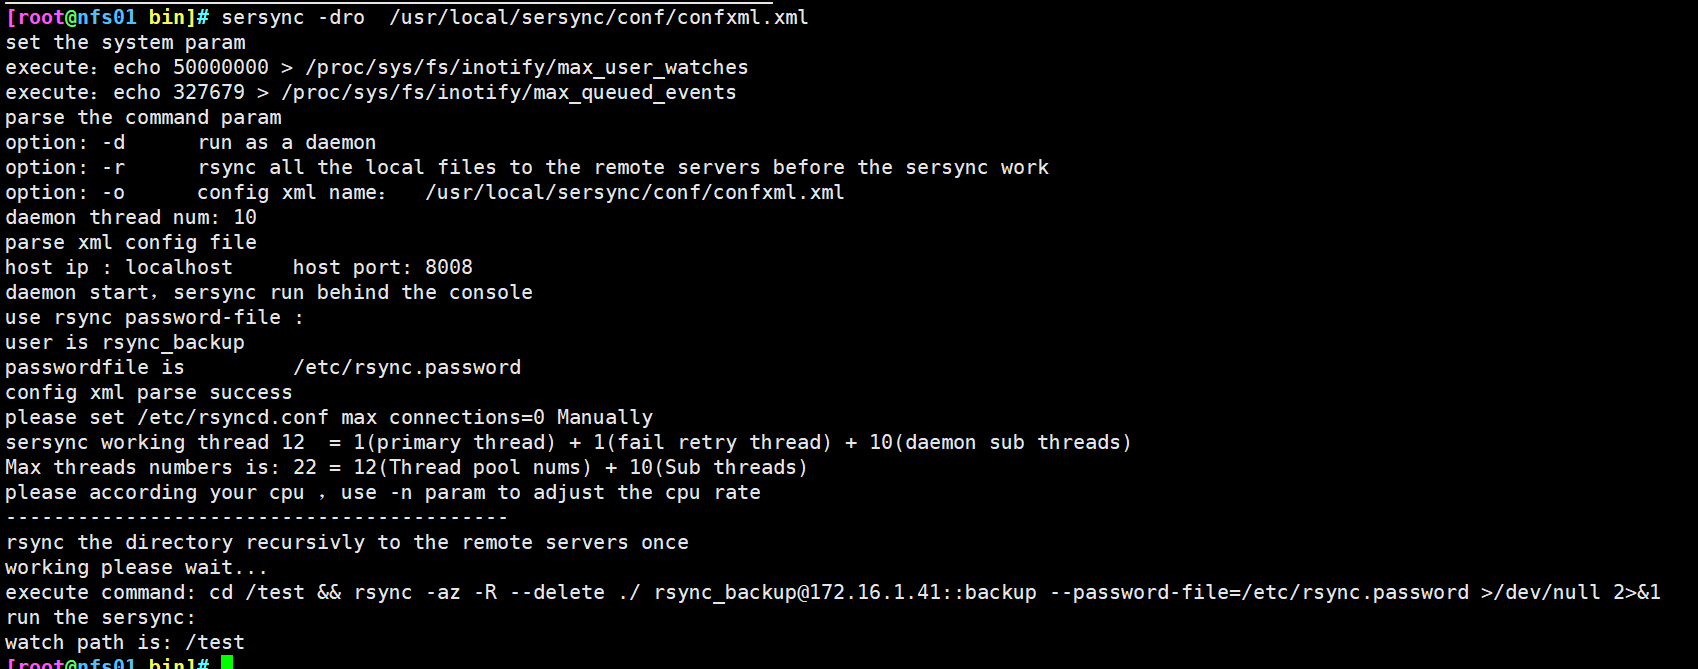 [root@nfs01 bin]# sersync -dro  /usr/local/sersync/conf/confxml.xml
set the system param
execute：echo 50000000 > /proc/sys/fs/inotify/max_user_watches
execute：echo 327679 > /proc/sys/fs/inotify/max_queued_events
parse the command param
option: -d      run as a daemon
option: -r      rsync all the local files to the remote servers before the sersync work
option: -o      config xml name：  /usr/local/sersync/conf/confxml.xml
daemon thread num: 10
parse xml config file
host ip : localhost     host port: 8008
daemon start，sersync run behind the console
use rsync password-file :
user is rsync_backup
passwordfile is         /etc/rsync.password
config xml parse success
please set /etc/rsyncd.conf max connections=0 Manually
sersync working thread 12  = 1(primary thread) + 1(fail retry thread) + 10(daemon sub threads)
Max threads numbers is: 22 = 12(Thread pool nums) + 10(Sub threads)
please according your cpu ，use -n param to adjust the cpu rate
------------------------------------------
rsync the directory recursivly to the remote servers once
working please wait...
execute command: cd /test && rsync -az -R --delete ./ rsync_backup@172.16.1.41::backup --password-file=/etc/rsync.password >/dev/null 2>&1
run the sersync:
watch path is: /test
[root@nfs01 bin]#